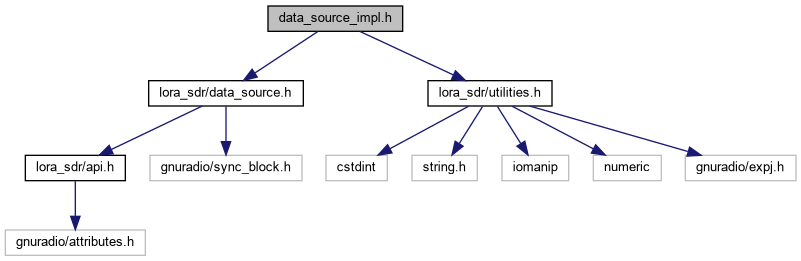 data_source_impl.h
lora_sdr/data_source.h
lora_sdr/utilities.h
lora_sdr/api.h
gnuradio/sync_block.h
cstdint
string.h
iomanip
numeric
gnuradio/expj.h
gnuradio/attributes.h